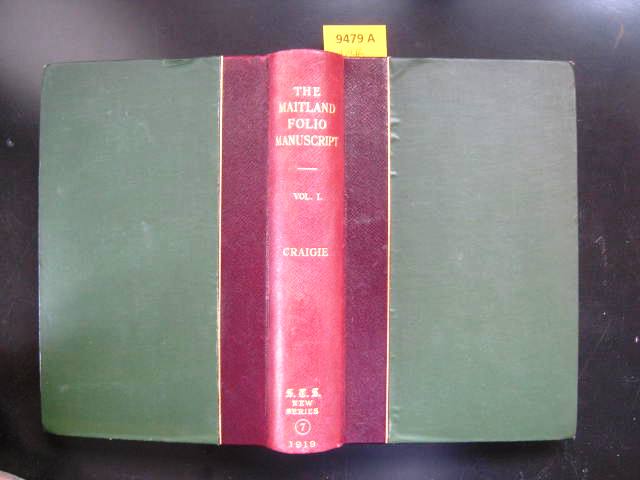 9479 A
THE
MAITLAND
FOLIO
MANUSCRIPT
VOL. I.
CRAIGIE
S.T.S.
NEW
SERIES
7
1919